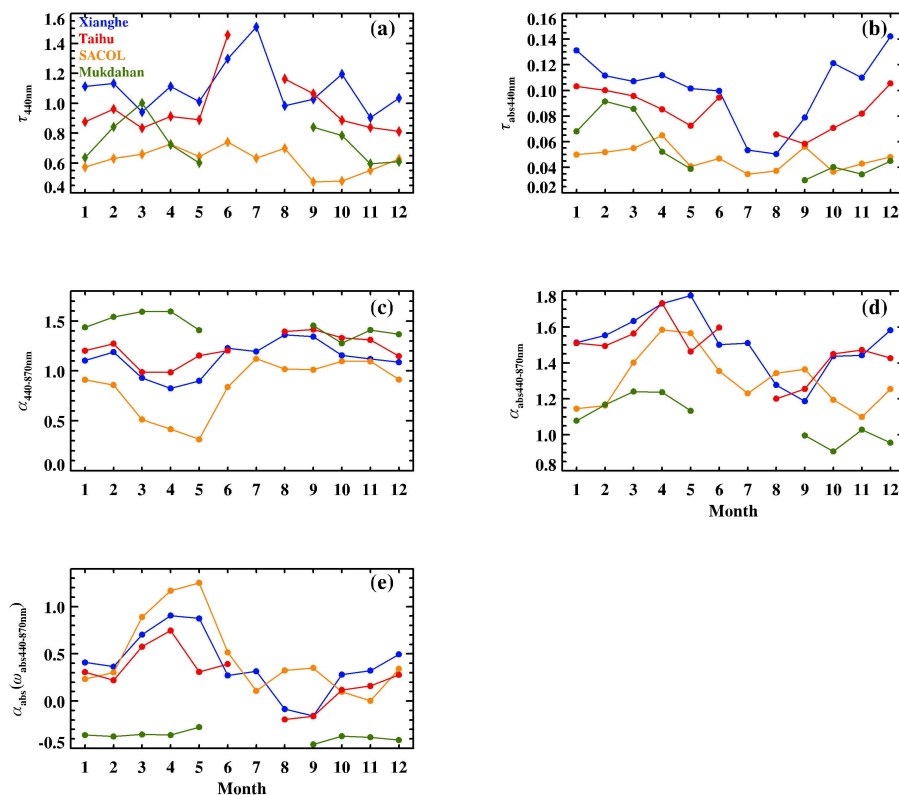 Xianghe
Taihu
SACOL
Mukdahan
(a)
τ440nm
1.6
1.4
1.2
1.0
0.8
0.6
0.4
1 2 3 4 5 6 7 8 9 10 11 12
(b)
τabs440nm
0.16
0.14
0.12
0.10
0.08
0.06
0.04
0.02
1 2 3 4 5 6 7 8 9 10 11 12
(c)
α440-870nm
1.5
1.0
0.5
0.0
1 2 3 4 5 6 7 8 9 10 11 12
(d)
αabs440-870nm
1.8
1.6
1.4
1.2
1.0
0.8
1 2 3 4 5 6 7 8 9 10 11 12
Month
(e)
αabs(ωabs440-870nm)
1.0
0.5
0.0
-0.5
1 2 3 4 5 6 7 8 9 10 11 12
Month